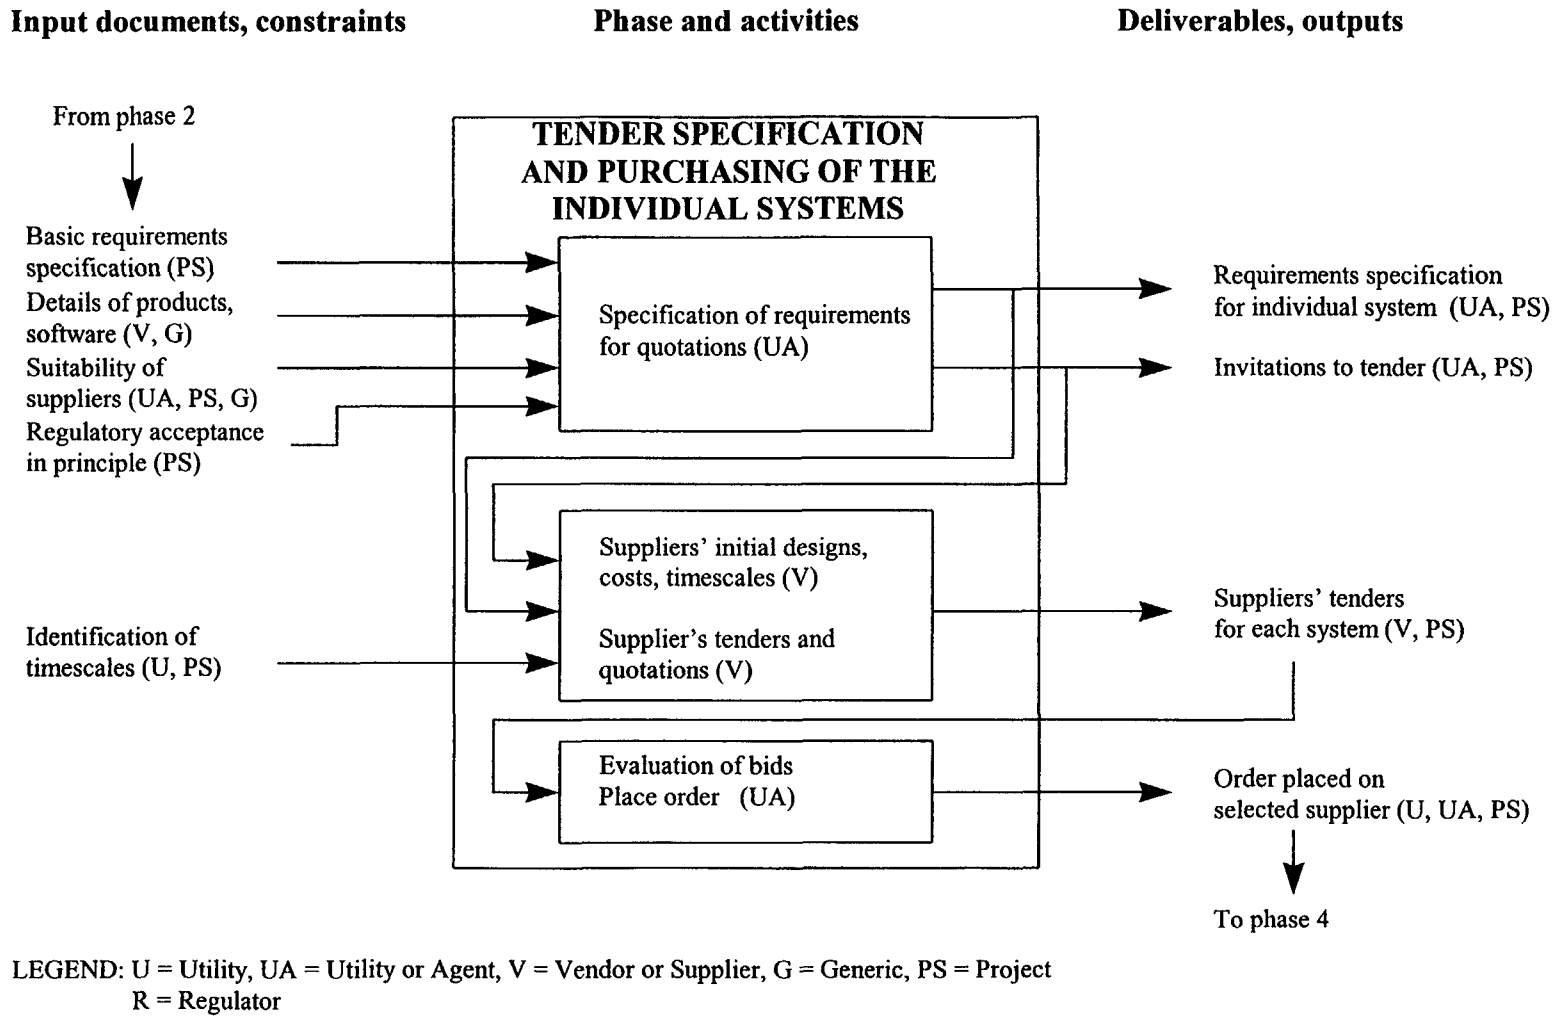 Input documents, constraints
Phase and activities
Deliverables, outputs
From phase 2
Basic requirements
specification (PS)
Details of products,
software (V, G)
Suitability of
suppliers (UA, PS, G)
Regulatory acceptance
in principle (PS)
Identification of
timescales (U, PS)
TENDER SPECIFICATION
AND PURCHASING OF THE
INDIVIDUAL SYSTEMS
Specification of requirements
for quotations (UA)
Suppliers' initial designs,
costs, timescales (V)
Supplier's tenders and
quotations (V)
Evaluation of bids
Place order (UA)
Requirements specification
for individual system (UA, PS)
Invitations to tender (UA, PS)
Suppliers' tenders
for each system (V, PS)
Order placed on
selected supplier (U, UA, PS)
To phase 4
LEGEND: U = Utility, UA = Utility or Agent, V = Vendor or Supplier, G = Generic, PS = Project
R = Regulator